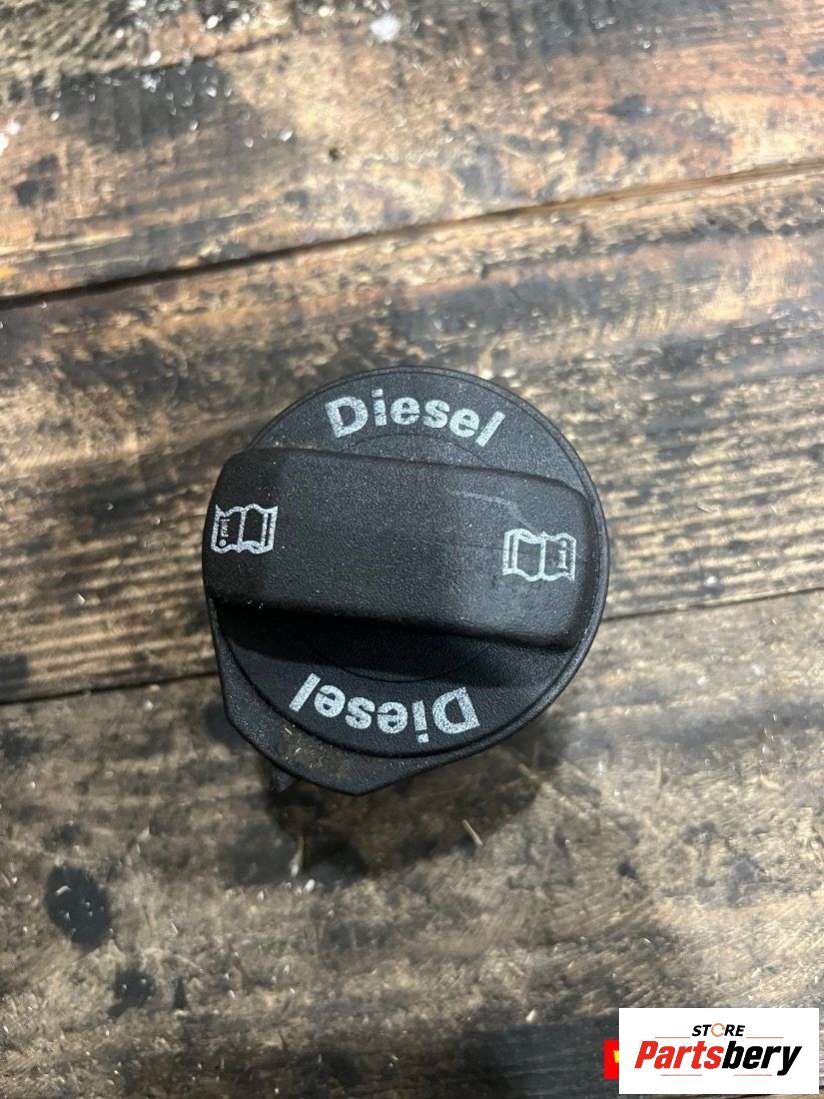 Diesel
i
Diesel
STORE
Partsbery